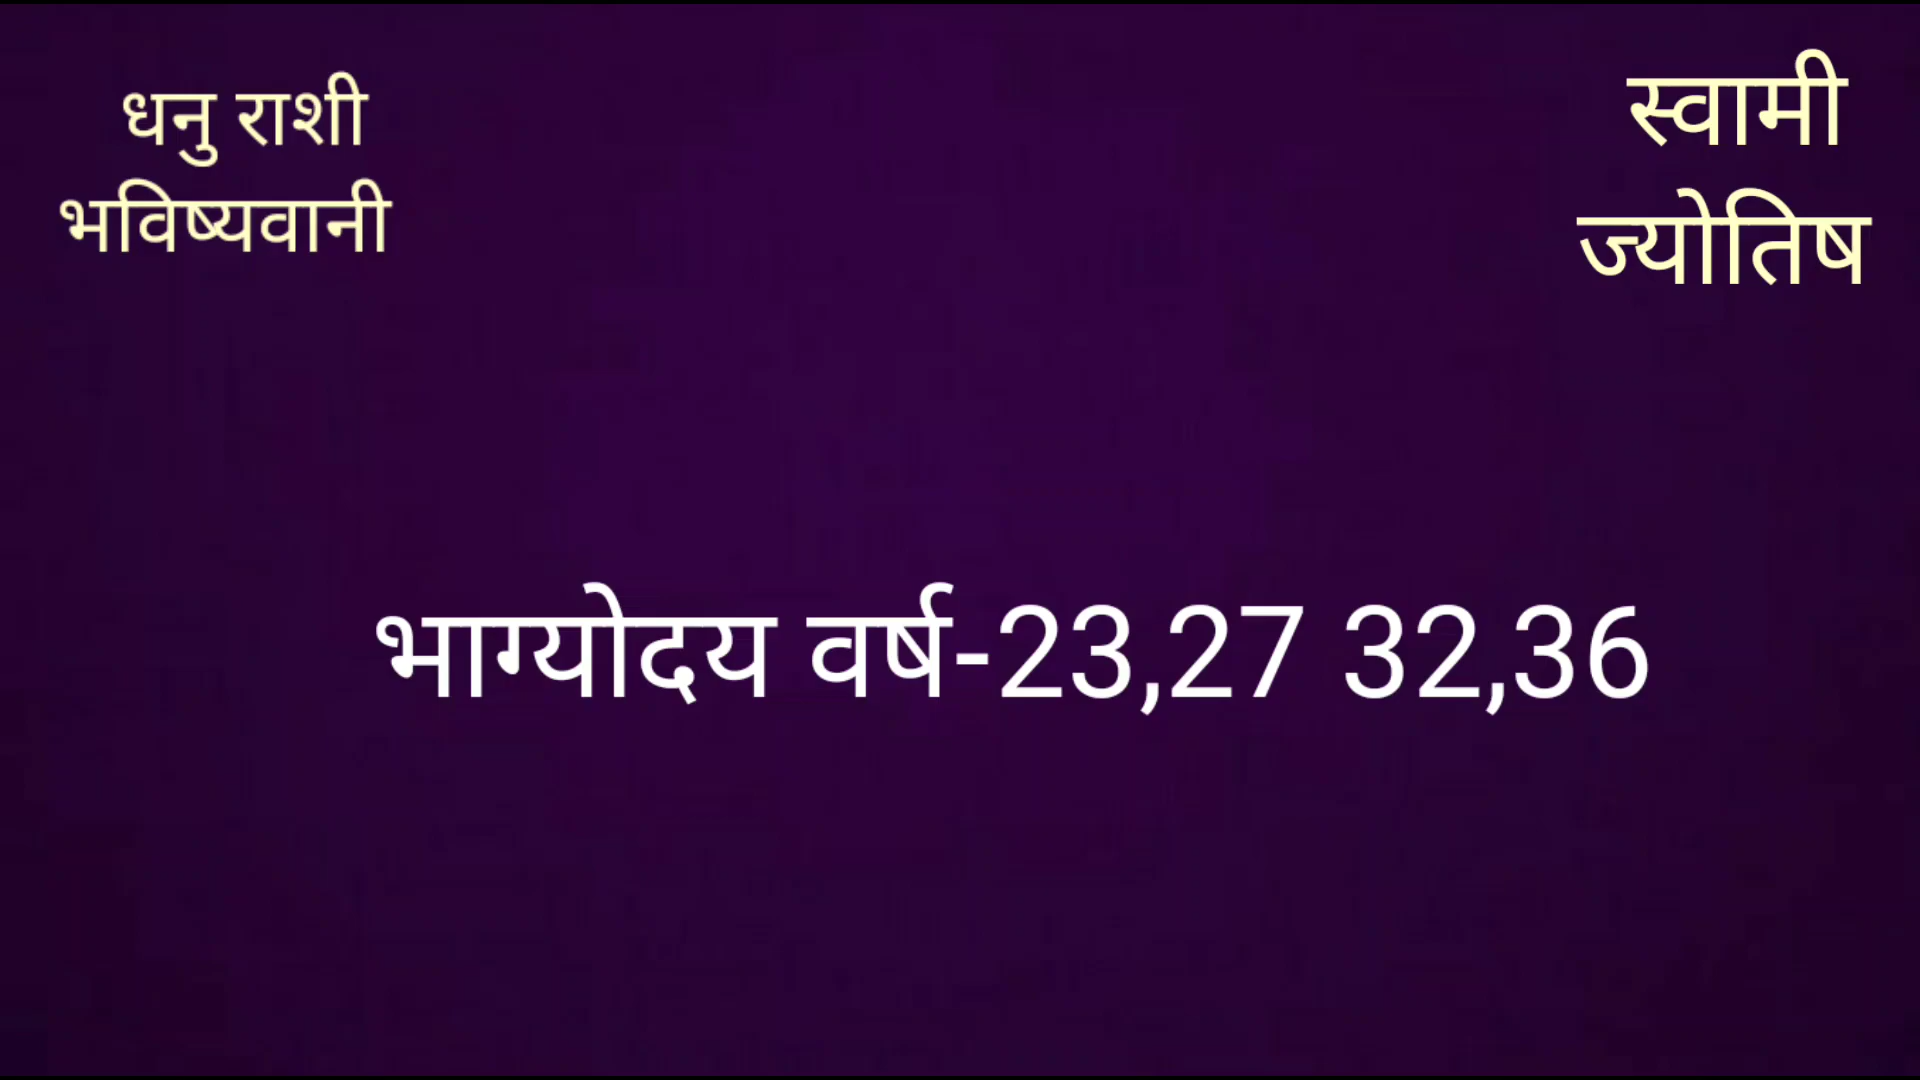 धनु राशी
भविष्यवानी
स्वामी
ज्योतिष
भाग्योदय वर्ष-23,27 32,36